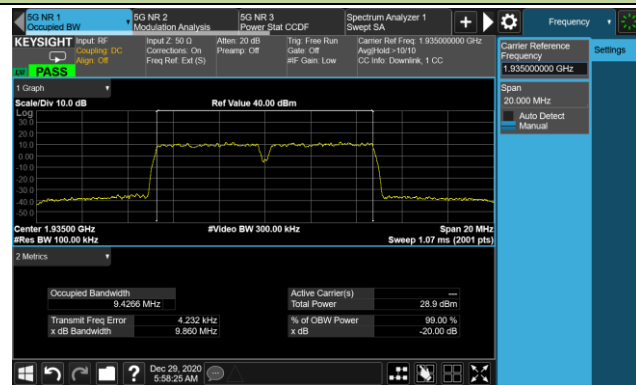 5G NR 1
Occupied BW
5G NR 2
Modulation Analysis
5G NR 3
Power Stat CCDF
Spectrum Analyzer 1
Swept SA
Frequency
KEYSIGHT
Input: RF
Coupling: DC
Align: Off
Input Z: 50 Ω
Corrections: On
Freq Ref: Ext (S)
Atten: 20 dB
Preamp: Off
Trig: Free Run
Gate: Off
#IF Gain: Low
Carrier Ref Freq: 1.935000000 GHz
Avg|Hold:>10/10
CC Info: Downlink, 1 CC
LXI
PASS
Carrier Reference
Frequency
1.935000000 GHz
Settings
Span
20.000 MHz
Auto Detect
Manual
1 Graph
Scale/Div 10.0 dB
Ref Value 40.00 dBm
Log
30.0
20.0
10.0
0.00
-10.0
-20.0
-30.0
-40.0
-50.0
Center 1.93500 GHz
#Video BW 300.00 kHz
Span 20 MHz
#Res BW 100.00 kHz
Sweep 1.07 ms (2001 pts)
2 Metrics
Occupied Bandwidth
9.4266 MHz
Active Carrier(s)
—
Total Power
28.9 dBm
Transmit Freq Error
4.232 kHz
% of OBW Power
99.00 %
x dB Bandwidth
9.860 MHz
x dB
-20.00 dB
?
Dec 29, 2020
5:58:25 AM